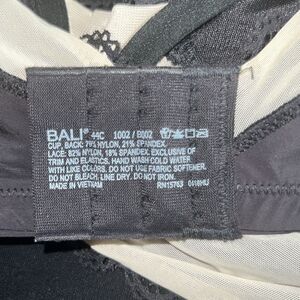 BALI® 44C 1002 / B002
CUP, BACK: 79% NYLON, 21% SPANDEX.
LACE: 82% NYLON, 18% SPANDEX. EXCLUSIVE OF
TRIM AND ELASTICS. HAND WASH COLD WATER
WITH LIKE COLORS. DO NOT USE FABRIC SOFTENER.
DO NOT BLEACH. LINE DRY. DO NOT IRON.
MADE IN VIETNAM RN15763